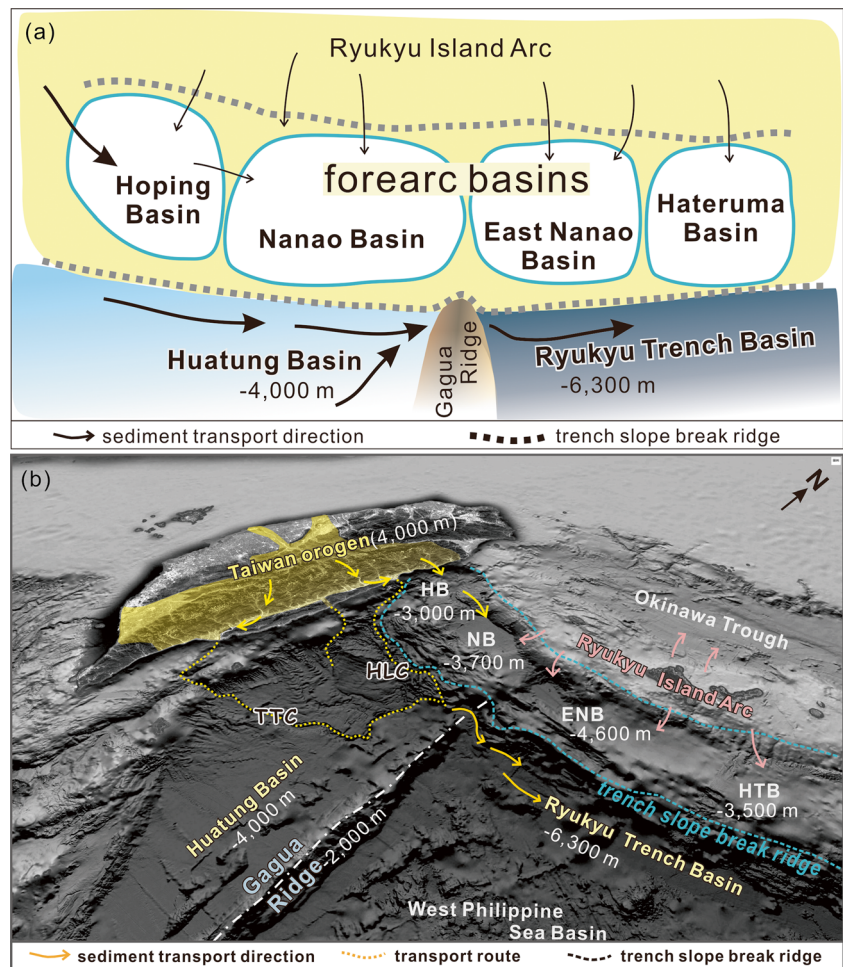 (a)
Ryukyu Island Arc
forearc basins
Hoping
Basin
Nanao Basin
East Nanao
Basin
Hateruma
Basin
Huatung Basin
-4,000 m
Gagua
Ridge
Ryukyu Trench Basin
-6,300 m
sediment transport direction
trench slope break ridge
(b)
N
Taiwan orogen(4,000 m)
HB
-3,000 m
NB
-3,700 m
Okinawa Trough
Ryukyu Island Arc
HLC
TTC
ENB
-4,600 m
HTB
-3,500 m
trench slope break ridge
Huatung Basin
-4,000 m
Gagua
Ridge
-2,000 m
Ryukyu Trench Basin
-6,300 m
West Philippine
Sea Basin
sediment transport direction
transport route
trench slope break ridge